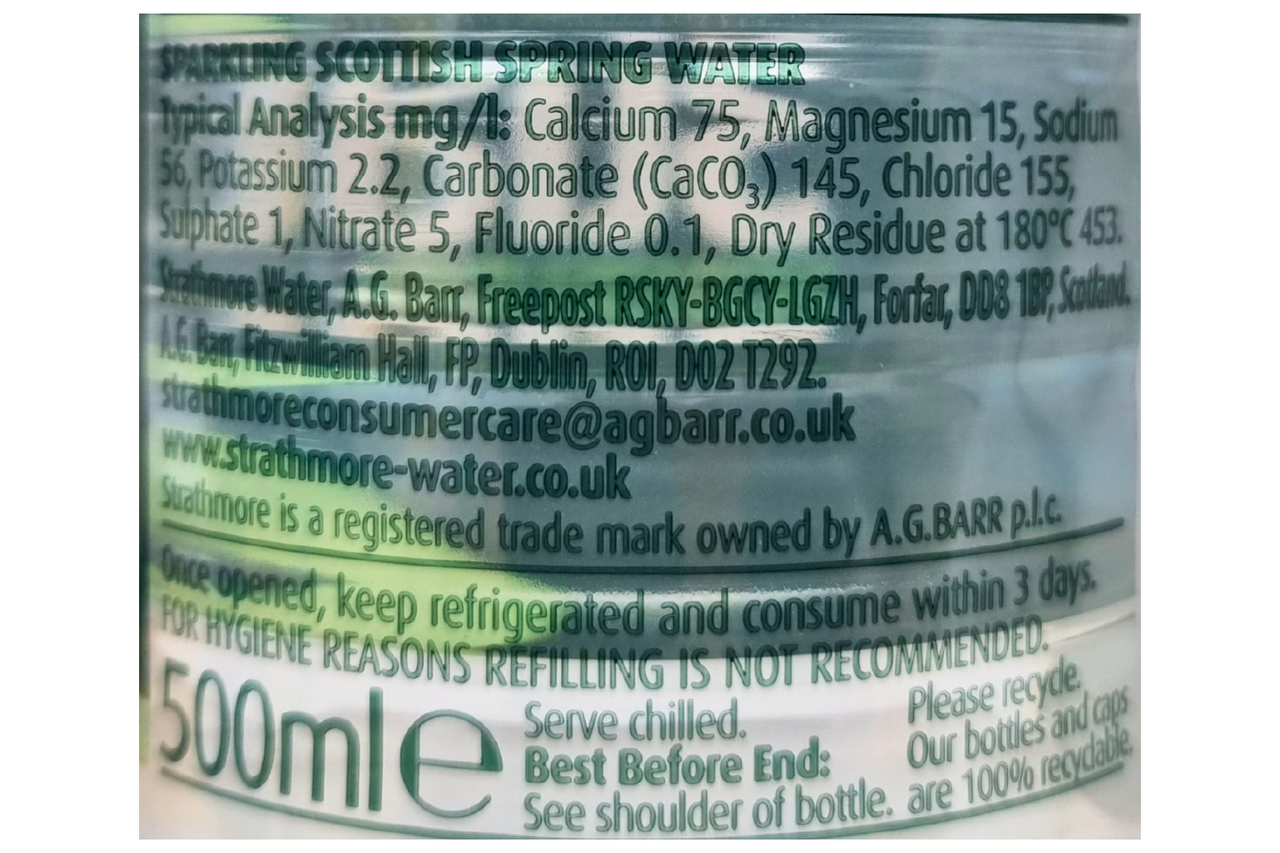 SPARKLING SCOTTISH SPRING WATER
Typical Analysis mg/l: Calcium 75, Magnesium 15, Sodium
56, Potassium 2.2, Carbonate (CaCO₃) 145, Chloride 155,
Sulphate 1, Nitrate 5, Fluoride 0.1, Dry Residue at 180°C 453.
Strathmore Water, A.G. Barr, Freepost RSKY-BGCY-LGZH, Forfar, DD8 1BP, Scotland.
A.G. Barr, Fitzwilliam Hall, FP, Dublin, ROI, D02 T292.
strathmoreconsumercare@agbarr.co.uk
www.strathmore-water.co.uk
Strathmore is a registered trade mark owned by A.G.BARR p.l.c.
Once opened, keep refrigerated and consume within 3 days.
FOR HYGIENE REASONS REFILLING IS NOT RECOMMENDED.
500ml e
Serve chilled.
Best Before End:
See shoulder of bottle.
Please recycle.
Our bottles and caps
are 100% recyclable.